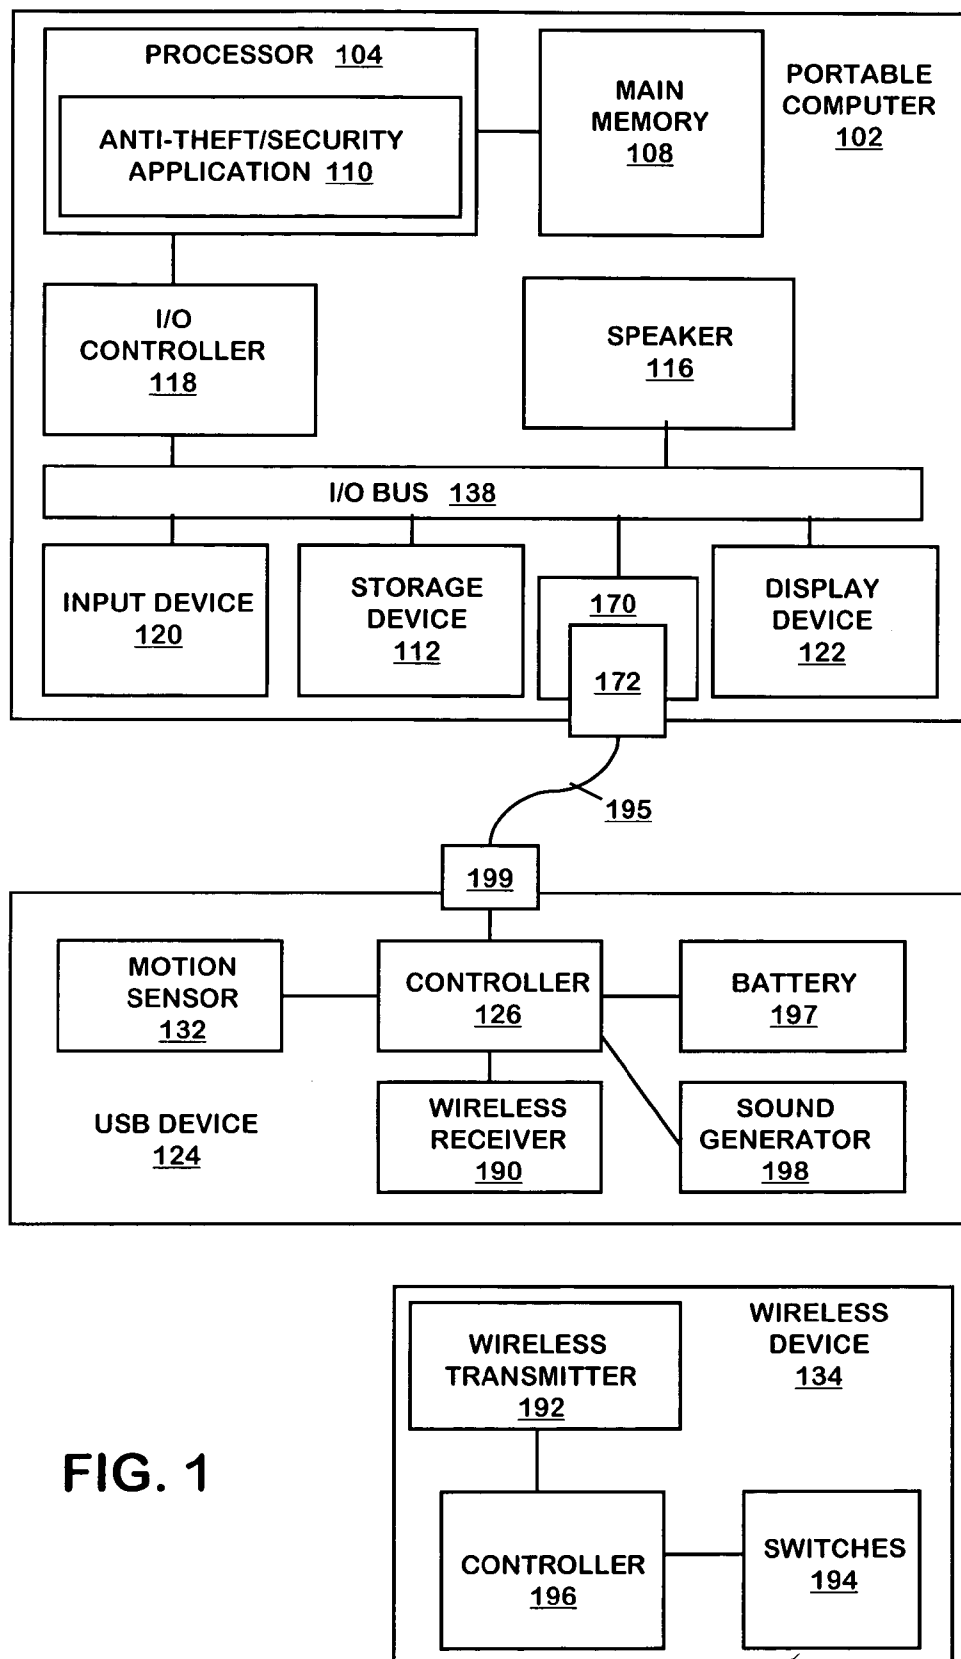 PROCESSOR 104
ANTI-THEFT/SECURITY
APPLICATION 110
MAIN
MEMORY
108
PORTABLE
COMPUTER
102
I/O
CONTROLLER
118
SPEAKER
116
I/O BUS 138
INPUT DEVICE
120
STORAGE
DEVICE
112
170
172
DISPLAY
DEVICE
122
195
199
MOTION
SENSOR
132
CONTROLLER
126
BATTERY
197
USB DEVICE
124
WIRELESS
RECEIVER
190
SOUND
GENERATOR
198
WIRELESS
TRANSMITTER
192
WIRELESS
DEVICE
134
FIG. 1
CONTROLLER
196
SWITCHES
194